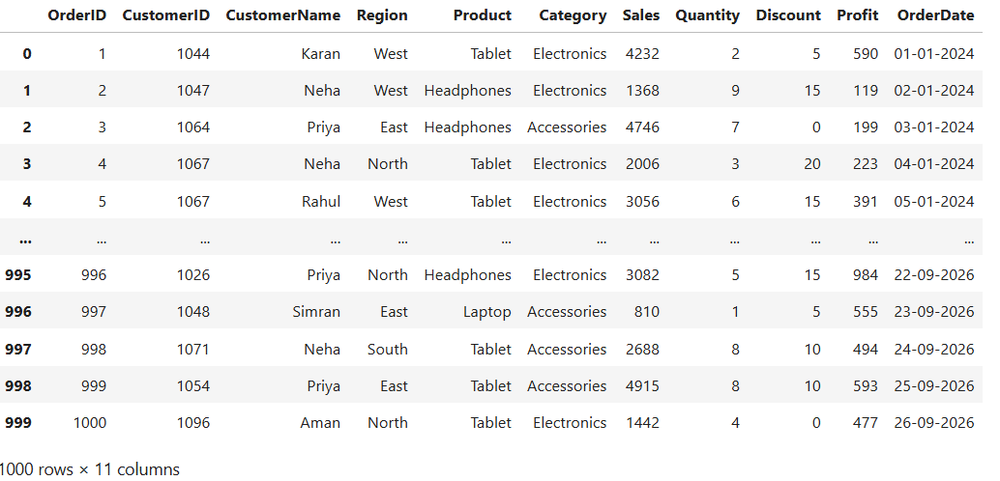 OrderID CustomerID CustomerName Region Product Category Sales Quantity Discount Profit OrderDate
0 1 1044 Karan West Tablet Electronics 4232 2 5 590 01-01-2024
1 2 1047 Neha West Headphones Electronics 1368 9 15 119 02-01-2024
2 3 1064 Priya East Headphones Accessories 4746 7 0 199 03-01-2024
3 4 1067 Neha North Tablet Electronics 2006 3 20 223 04-01-2024
4 5 1067 Rahul West Tablet Electronics 3056 6 15 391 05-01-2024
... ... ... ... ... ... ... ... ... ... ... ...
995 996 1026 Priya North Headphones Electronics 3082 5 15 984 22-09-2026
996 997 1048 Simran East Laptop Accessories 810 1 5 555 23-09-2026
997 998 1071 Neha South Tablet Accessories 2688 8 10 494 24-09-2026
998 999 1054 Priya East Tablet Accessories 4915 8 10 593 25-09-2026
999 1000 1096 Aman North Tablet Electronics 1442 4 0 477 26-09-2026
1000 rows × 11 columns